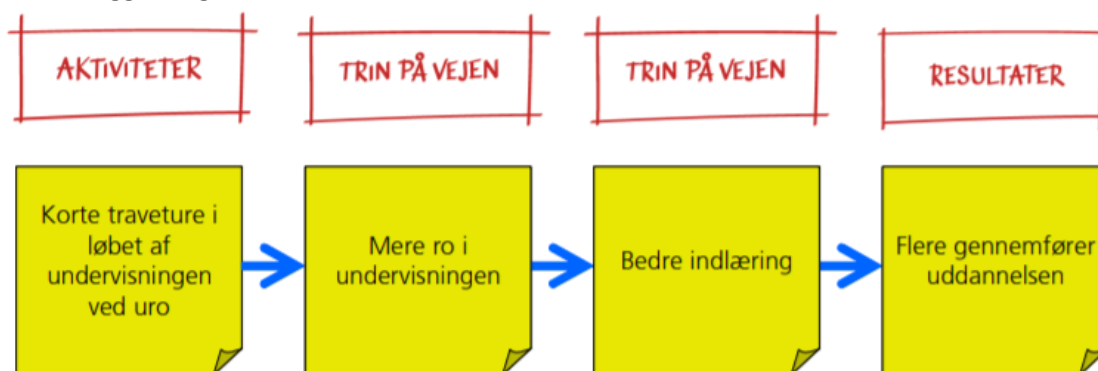 AKTIVITETER
TRIN PÅ VEJEN
TRIN PÅ VEJEN
RESULTATER
Korte traveture i
løbet af
undervisningen
ved uro
Mere ro i
undervisningen
Bedre indlæring
Flere gennemfører
uddannelsen